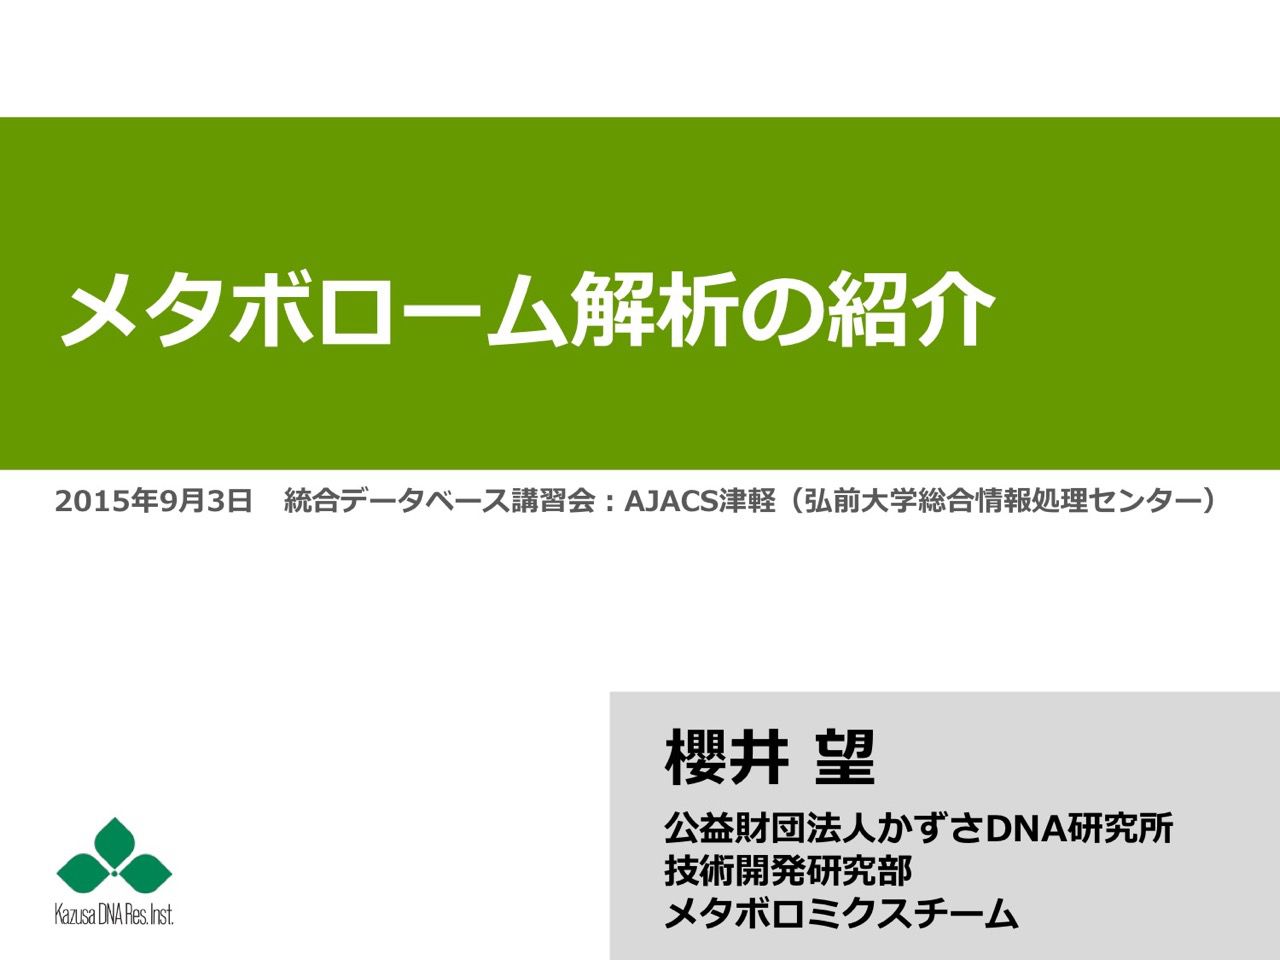 メタボローム解析の紹介
2015年9月3日　統合データベース講習会：AJACS津軽（弘前大学総合情報処理センター）
櫻井 望
公益財団法人かずさDNA研究所
技術開発研究部
メタボロミクスチーム
Kazusa DNA Res. Inst.